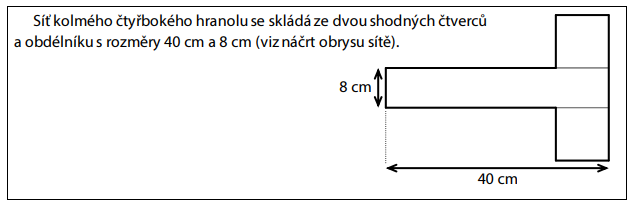 Síť kolmého čtyřbokého hranolu se skládá ze dvou shodných čtverců
a obdélníku s rozměry 40 cm a 8 cm (viz náčrt obrysu sítě).
8 cm
40 cm